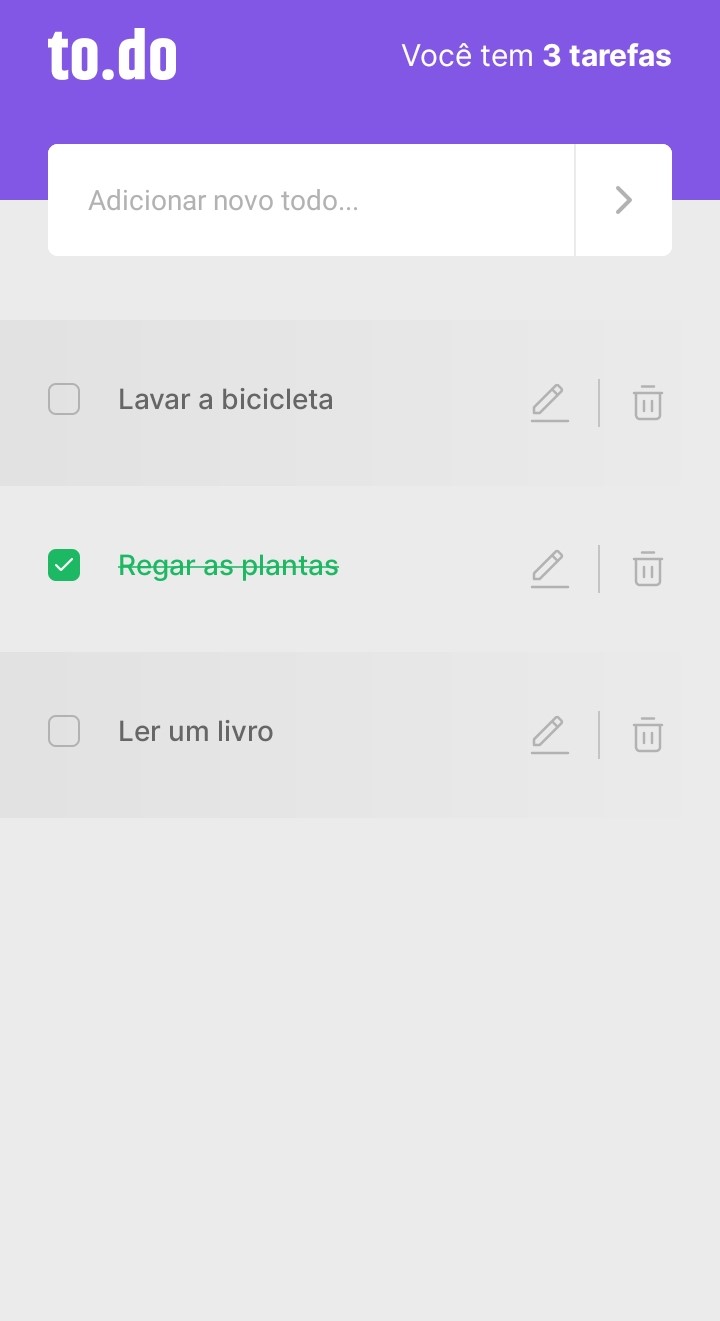 to.do
Você tem 3 tarefas
Adicionar novo todo...
Lavar a bicicleta
Regar as plantas
Ler um livro